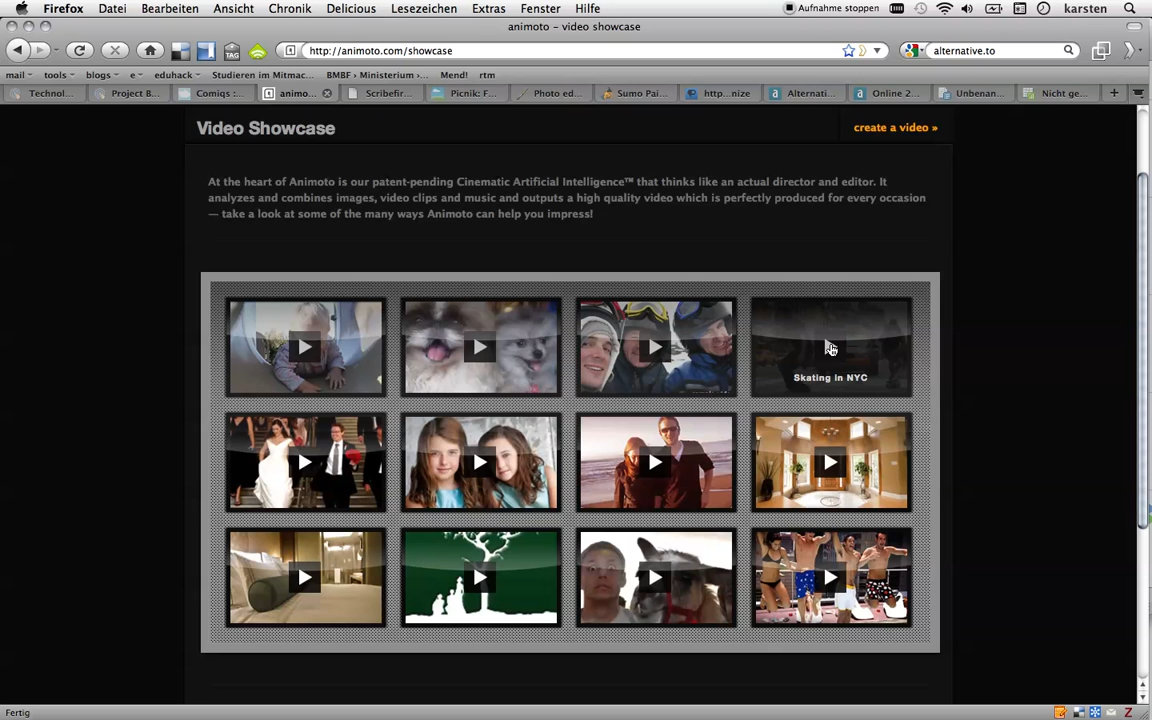 Firefox Datei Bearbeiten Ansicht Chronik Delicious Lesezeichen Extras Fenster Hilfe Aufnahme stoppen karsten
animoto - video showcase
http://animoto.com/showcase alternative.to
mail tools blogs e eduhack Studieren im Mitmac... BMBF › Ministerium ›... Mend! rtm
Technol... Project B... Comiqs :... animo... Scribefir... Picnik: F... Photo ed... Sumo Pai... http...nize Alternati... Online 2... Unbenan... Nicht ge...
Video Showcase create a video »
At the heart of Animoto is our patent-pending Cinematic Artificial Intelligence™ that thinks like an actual director and editor. It
analyzes and combines images, video clips and music and outputs a high quality video which is perfectly produced for every occasion
— take a look at some of the many ways Animoto can help you impress!
Skating in NYC
Fertig